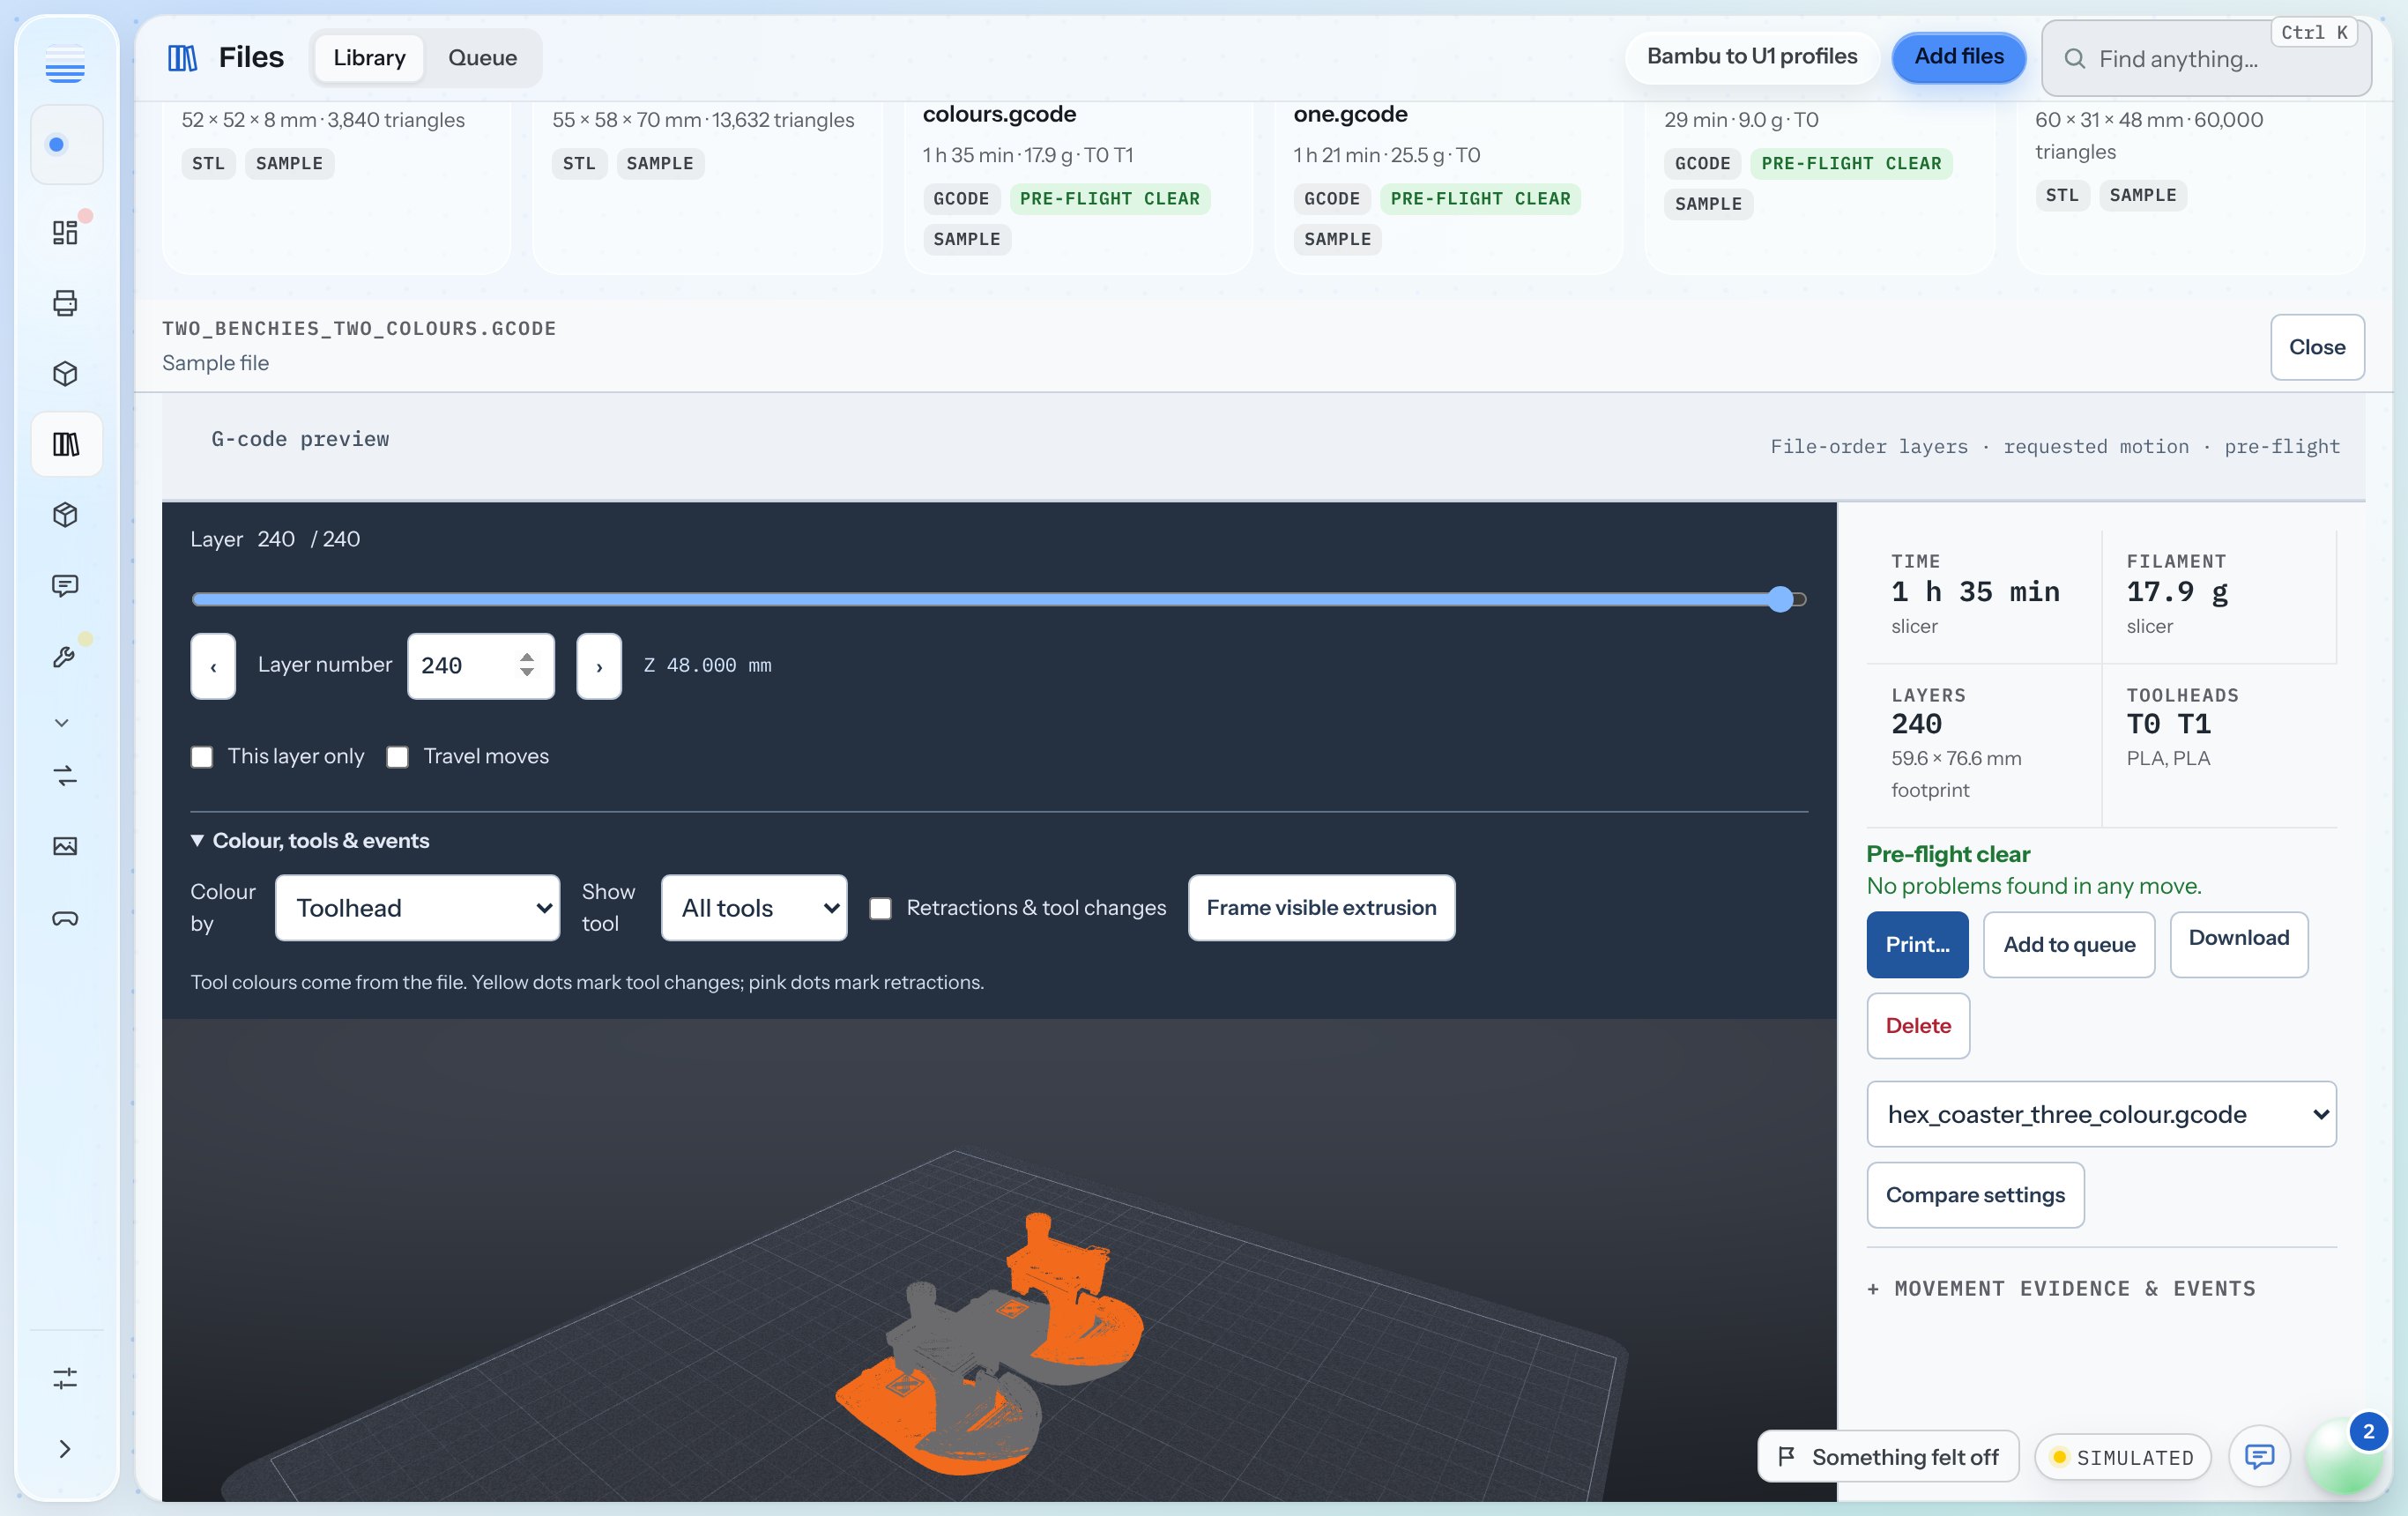 Files
Library
Queue
Bambu to U1 profiles
Add files
Find anything...
Ctrl K
52 × 52 × 8 mm · 3,840 triangles
STL
SAMPLE
55 × 58 × 70 mm · 13,632 triangles
STL
SAMPLE
colours.gcode
1 h 35 min · 17.9 g · T0 T1
GCODE
PRE-FLIGHT CLEAR
SAMPLE
one.gcode
1 h 21 min · 25.5 g · T0
GCODE
PRE-FLIGHT CLEAR
SAMPLE
29 min · 9.0 g · T0
GCODE
PRE-FLIGHT CLEAR
SAMPLE
60 × 31 × 48 mm · 60,000
triangles
STL
SAMPLE
TWO_BENCHIES_TWO_COLOURS.GCODE
Sample file
Close
G-code preview
File-order layers · requested motion · pre-flight
Layer 240 / 240
‹
Layer number
240
›
Z 48.000 mm
This layer only
Travel moves
▼ Colour, tools & events
Colour
by
Toolhead
Show
tool
All tools
Retractions & tool changes
Frame visible extrusion
Tool colours come from the file. Yellow dots mark tool changes; pink dots mark retractions.
TIME
1 h 35 min
slicer
FILAMENT
17.9 g
slicer
LAYERS
240
59.6 × 76.6 mm
footprint
TOOLHEADS
T0 T1
PLA, PLA
Pre-flight clear
No problems found in any move.
Print...
Add to queue
Download
Delete
hex_coaster_three_colour.gcode
Compare settings
+ MOVEMENT EVIDENCE & EVENTS
Something felt off
SIMULATED
2